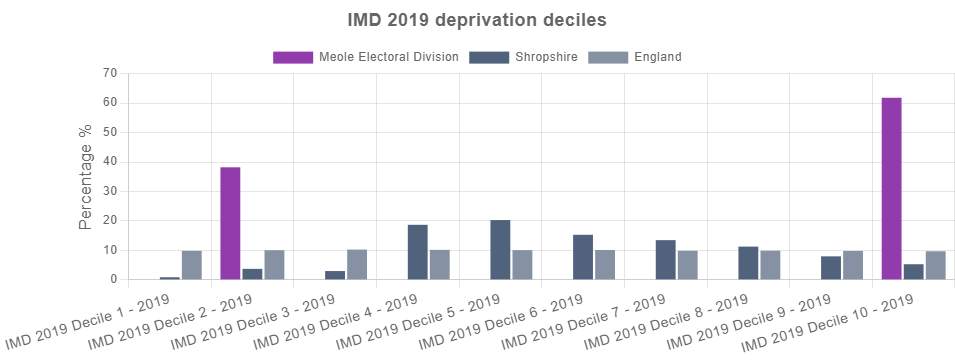 IMD 2019 deprivation deciles
Meole Electoral Division
Shropshire
England
Percentage %
70
60
50
40
30
20
10
0
IMD 2019 Decile 1 - 2019
IMD 2019 Decile 2 - 2019
IMD 2019 Decile 3 - 2019
IMD 2019 Decile 4 - 2019
IMD 2019 Decile 5 - 2019
IMD 2019 Decile 6 - 2019
IMD 2019 Decile 7 - 2019
IMD 2019 Decile 8 - 2019
IMD 2019 Decile 9 - 2019
IMD 2019 Decile 10 - 2019